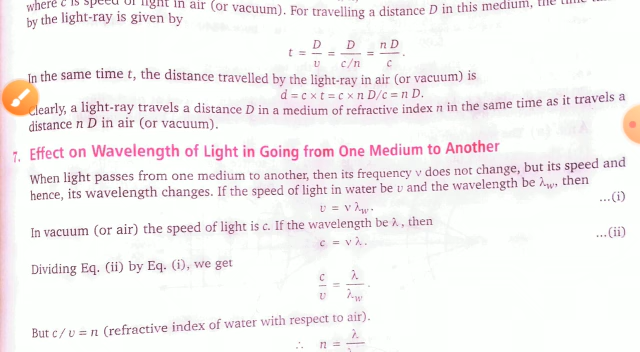 where c is speed of light in air (or vacuum). For travelling a distance D in this medium, the time
by the light-ray is given by
t = D/υ = D/(c/n) = n D/c .
In the same time t, the distance travelled by the light-ray in air (or vacuum) is
d = c × t = c × n D/c = n D.
Clearly, a light-ray travels a distance D in a medium of refractive index n in the same time as it travels a
distance n D in air (or vacuum).
7. Effect on Wavelength of Light in Going from One Medium to Another
When light passes from one medium to another, then its frequency ν does not change, but its speed and
hence, its wavelength changes. If the speed of light in water be υ and the wavelength be λw, then
υ = ν λw. ...(i)
In vacuum (or air) the speed of light is c. If the wavelength be λ, then
c = ν λ. ...(ii)
Dividing Eq. (ii) by Eq. (i), we get
c/υ = λ/λw .
But c/υ = n (refractive index of water with respect to air).
∴ n = λ/